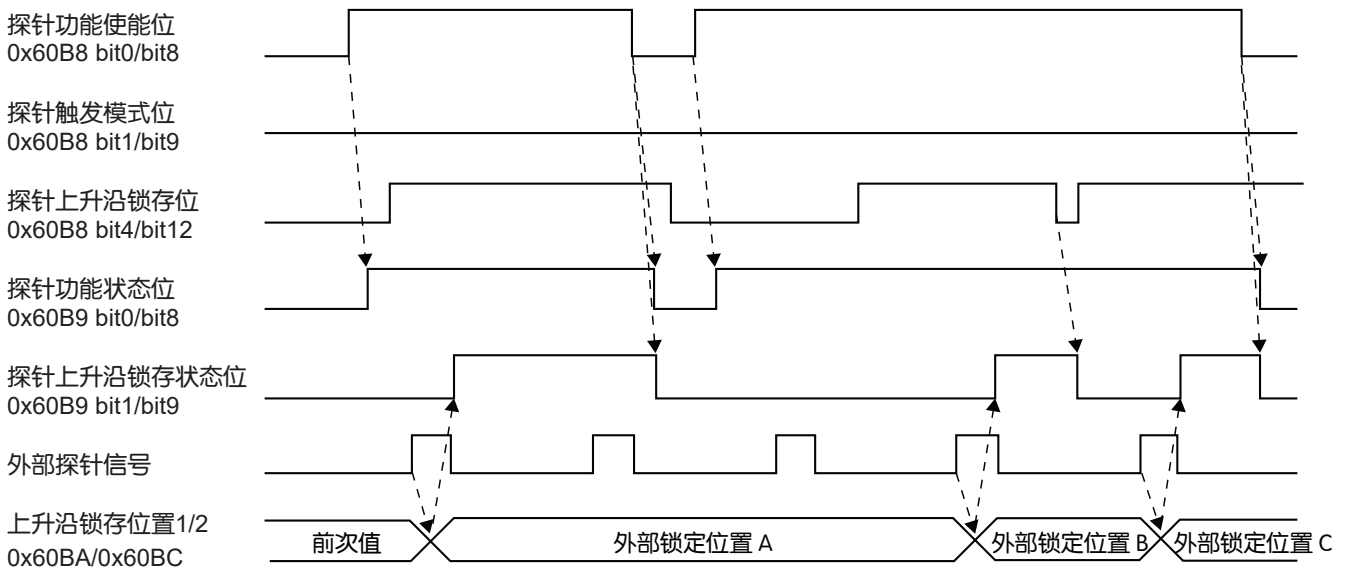 探针功能使能位
0x60B8 bit0/bit8
探针触发模式位
0x60B8 bit1/bit9
探针上升沿锁存位
0x60B8 bit4/bit12
探针功能状态位
0x60B9 bit0/bit8
探针上升沿锁存状态位
0x60B9 bit1/bit9
外部探针信号
上升沿锁存位置1/2
0x60BA/0x60BC
前次值
外部锁定位置 A
外部锁定位置 B
外部锁定位置 C